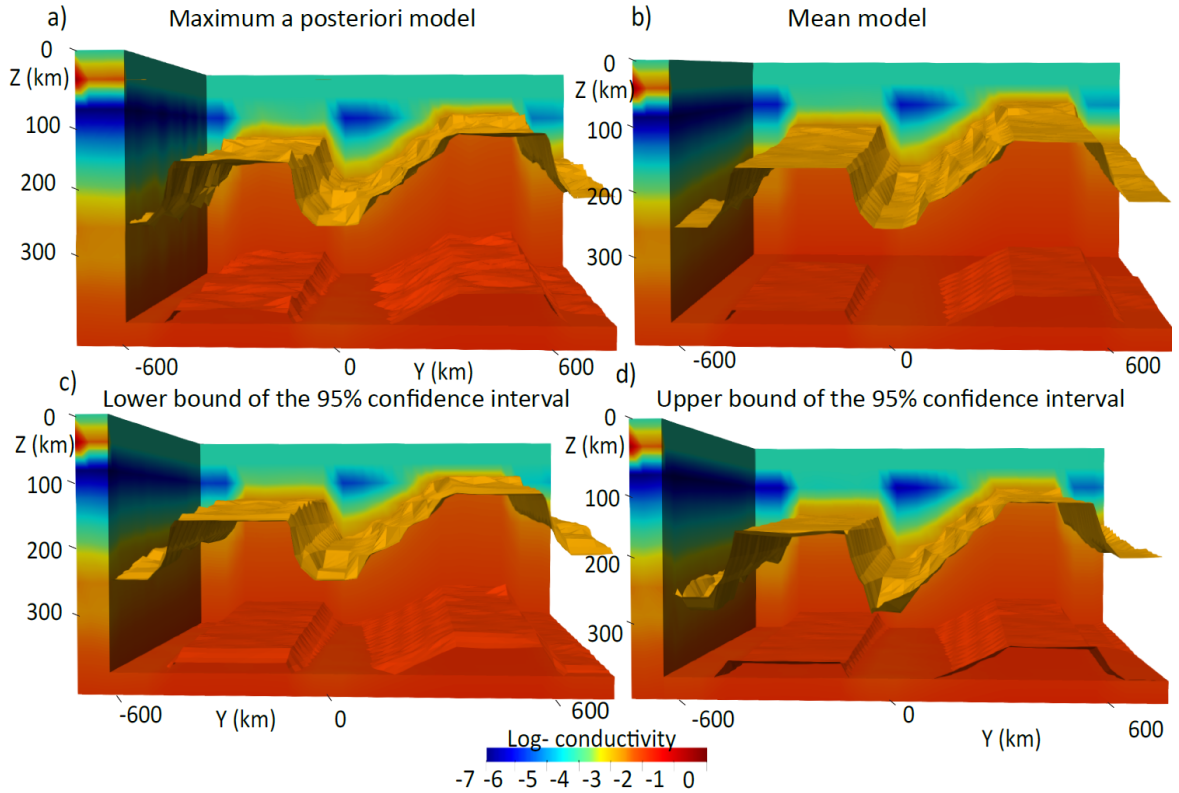 a) Maximum a posteriori model
0
Z (km)
100
200
300
-600 0 600
Y (km)
b) Mean model
0
Z (km)
100
200
300
-600 0 600
Y (km)
c) Lower bound of the 95% confidence interval
0
Z (km)
100
200
300
-600 Y (km) 0 600
d) Upper bound of the 95% confidence interval
0
Z (km)
100
200
300
-600 0 600
Y (km)
Log- conductivity
-7 -6 -5 -4 -3 -2 -1 0